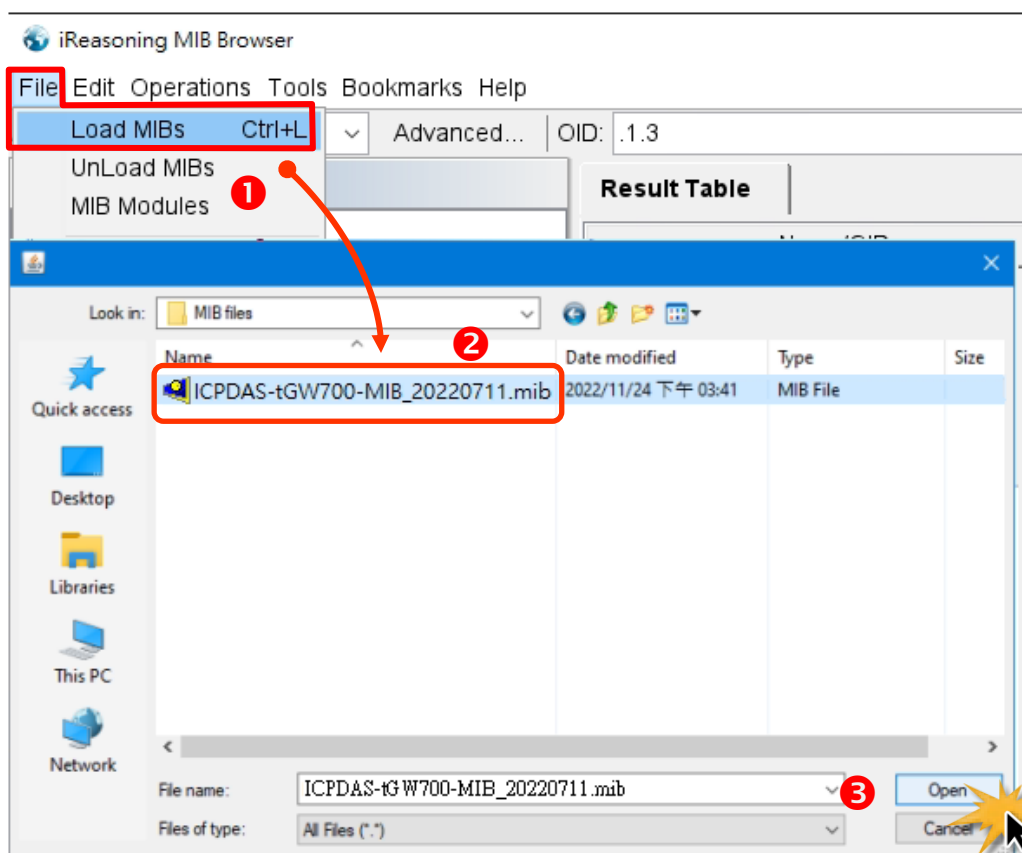 iReasoning MIB Browser
File Edit Operations Tools Bookmarks Help
Load MIBs Ctrl+L
Advanced... OID: .1.3
UnLoad MIBs
MIB Modules
1
Result Table
Look in: MIB files
2
Name Date modified Type Size
ICPDAS-tGW700-MIB_20220711.mib 2022/11/24 下午 03:41 MIB File
Quick access
Desktop
Libraries
This PC
Network
File name: ICPDAS-tGW700-MIB_20220711.mib
3
Open
Files of type: All Files (*.*)
Cancel